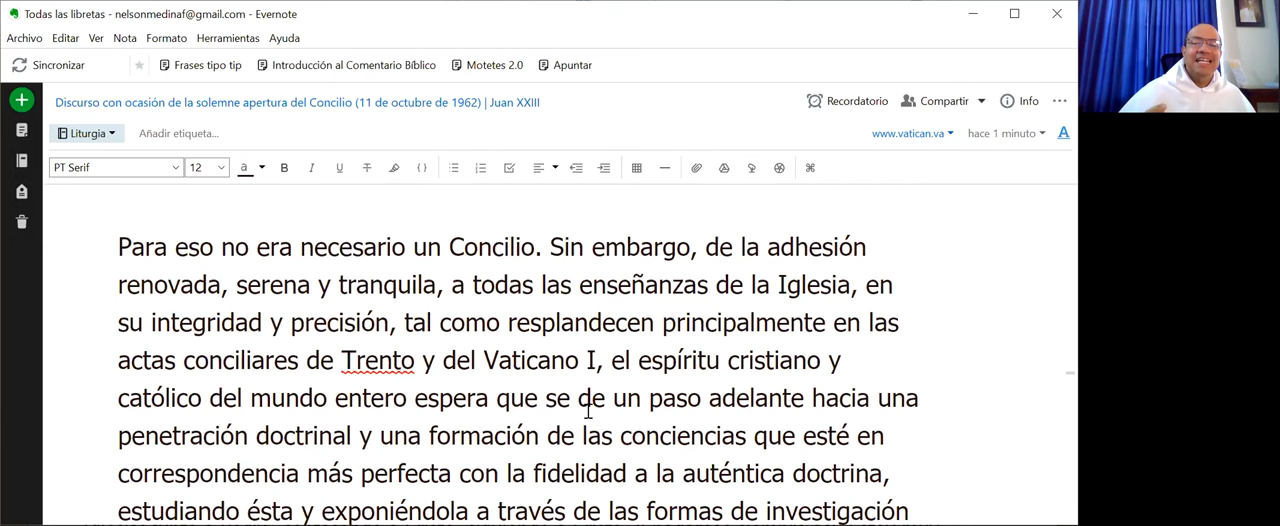 Todas las libretas - nelsonmedinaf@gmail.com - Evernote
Archivo Editar Ver Nota Formato Herramientas Ayuda
Sincronizar Frases tipo tip Introducción al Comentario Bíblico Motetes 2.0 Apuntar
Discurso con ocasión de la solemne apertura del Concilio (11 de octubre de 1962) | Juan XXIII Recordatorio Compartir Info
Liturgia Añadir etiqueta... www.vatican.va hace 1 minuto A
PT Serif 12 a B I U T
Para eso no era necesario un Concilio. Sin embargo, de la adhesión
renovada, serena y tranquila, a todas las enseñanzas de la Iglesia, en
su integridad y precisión, tal como resplandecen principalmente en las
actas conciliares de Trento y del Vaticano I, el espíritu cristiano y
católico del mundo entero espera que se de un paso adelante hacia una
penetración doctrinal y una formación de las conciencias que esté en
correspondencia más perfecta con la fidelidad a la auténtica doctrina,
estudiando ésta y exponiéndola a través de las formas de investigación